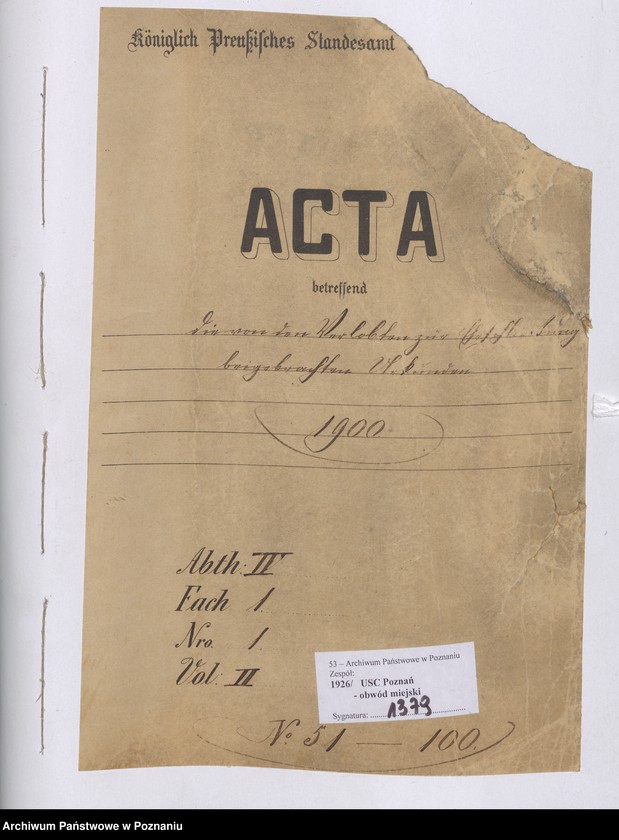 Königlich Preußisches Standesamt
ACTA
betreffend
die von den Verlobten zur Eheschließung
beigebrachten Urkunden
1900
Abth: II
Fach 1.
Nro. 1.
Vol: II
53 – Archiwum Państwowe w Poznaniu
Zespół:
1926/ USC Poznań
- obwód miejski
Sygnatura: 1379
No 51 — 100.
Archiwum Państwowe w Poznaniu